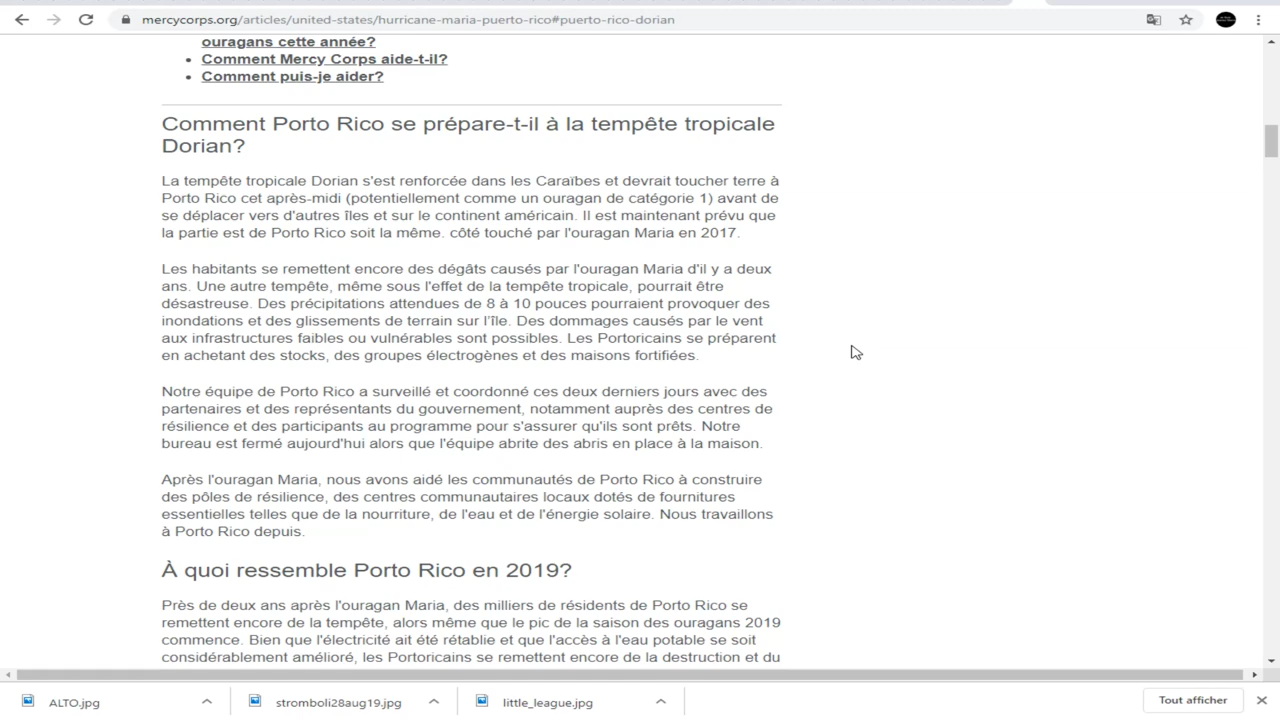 mercycorps.org/articles/united-states/hurricane-maria-puerto-rico#puerto-rico-dorian
ouragans cette année?
• Comment Mercy Corps aide-t-il?
• Comment puis-je aider?
Comment Porto Rico se prépare-t-il à la tempête tropicale
Dorian?
La tempête tropicale Dorian s'est renforcée dans les Caraïbes et devrait toucher terre à
Porto Rico cet après-midi (potentiellement comme un ouragan de catégorie 1) avant de
se déplacer vers d'autres îles et sur le continent américain. Il est maintenant prévu que
la partie est de Porto Rico soit la même. côté touché par l'ouragan Maria en 2017.
Les habitants se remettent encore des dégâts causés par l'ouragan Maria d'il y a deux
ans. Une autre tempête, même sous l'effet de la tempête tropicale, pourrait être
désastreuse. Des précipitations attendues de 8 à 10 pouces pourraient provoquer des
inondations et des glissements de terrain sur l'île. Des dommages causés par le vent
aux infrastructures faibles ou vulnérables sont possibles. Les Portoricains se préparent
en achetant des stocks, des groupes électrogènes et des maisons fortifiées.
Notre équipe de Porto Rico a surveillé et coordonné ces deux derniers jours avec des
partenaires et des représentants du gouvernement, notamment auprès des centres de
résilience et des participants au programme pour s'assurer qu'ils sont prêts. Notre
bureau est fermé aujourd'hui alors que l'équipe abrite des abris en place à la maison.
Après l'ouragan Maria, nous avons aidé les communautés de Porto Rico à construire
des pôles de résilience, des centres communautaires locaux dotés de fournitures
essentielles telles que de la nourriture, de l'eau et de l'énergie solaire. Nous travaillons
à Porto Rico depuis.
À quoi ressemble Porto Rico en 2019?
Près de deux ans après l'ouragan Maria, des milliers de résidents de Porto Rico se
remettent encore de la tempête, alors même que le pic de la saison des ouragans 2019
commence. Bien que l'électricité ait été rétablie et que l'accès à l'eau potable se soit
considérablement amélioré, les Portoricains se remettent encore de la destruction et du
ALTO.jpg
stromboli28aug19.jpg
little_league.jpg
Tout afficher